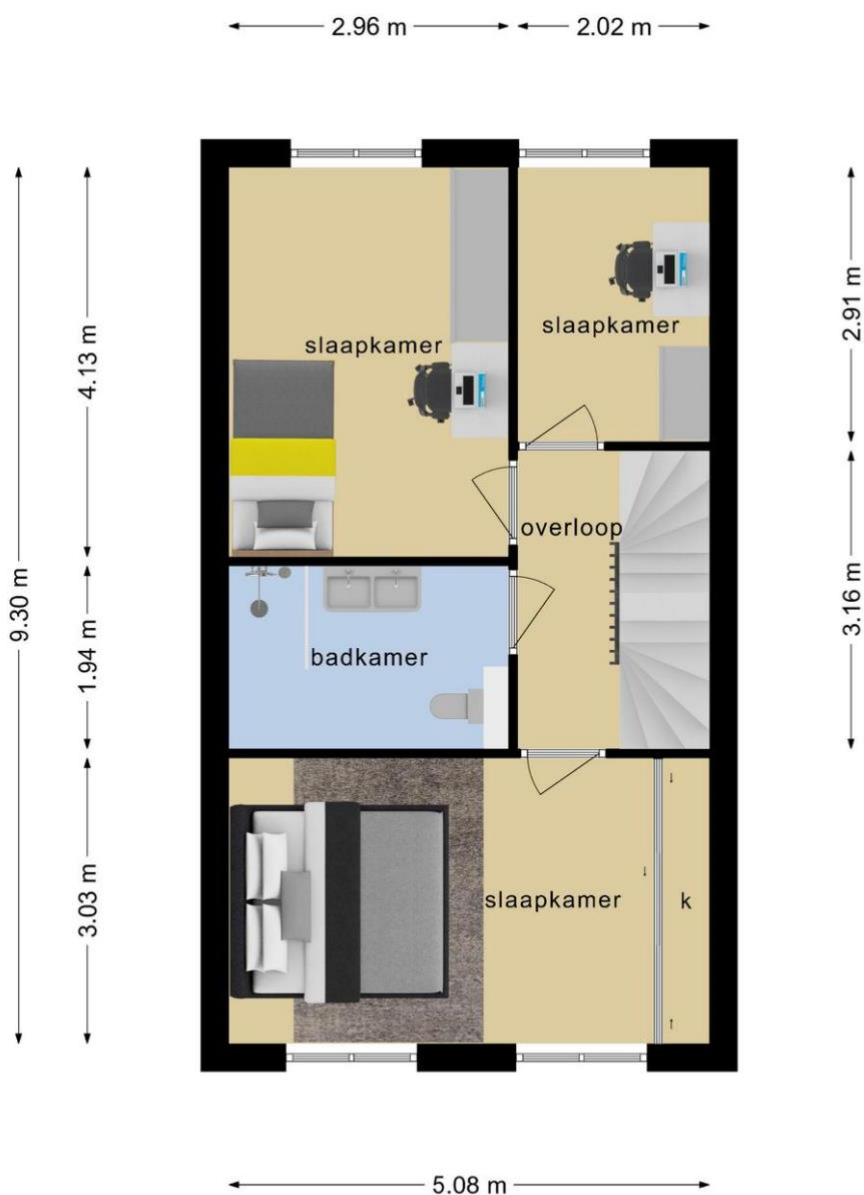 2.96 m
2.02 m
4.13 m
2.91 m
slaapkamer
slaapkamer
9.30 m
1.94 m
overloop
3.16 m
badkamer
3.03 m
slaapkamer
k
5.08 m